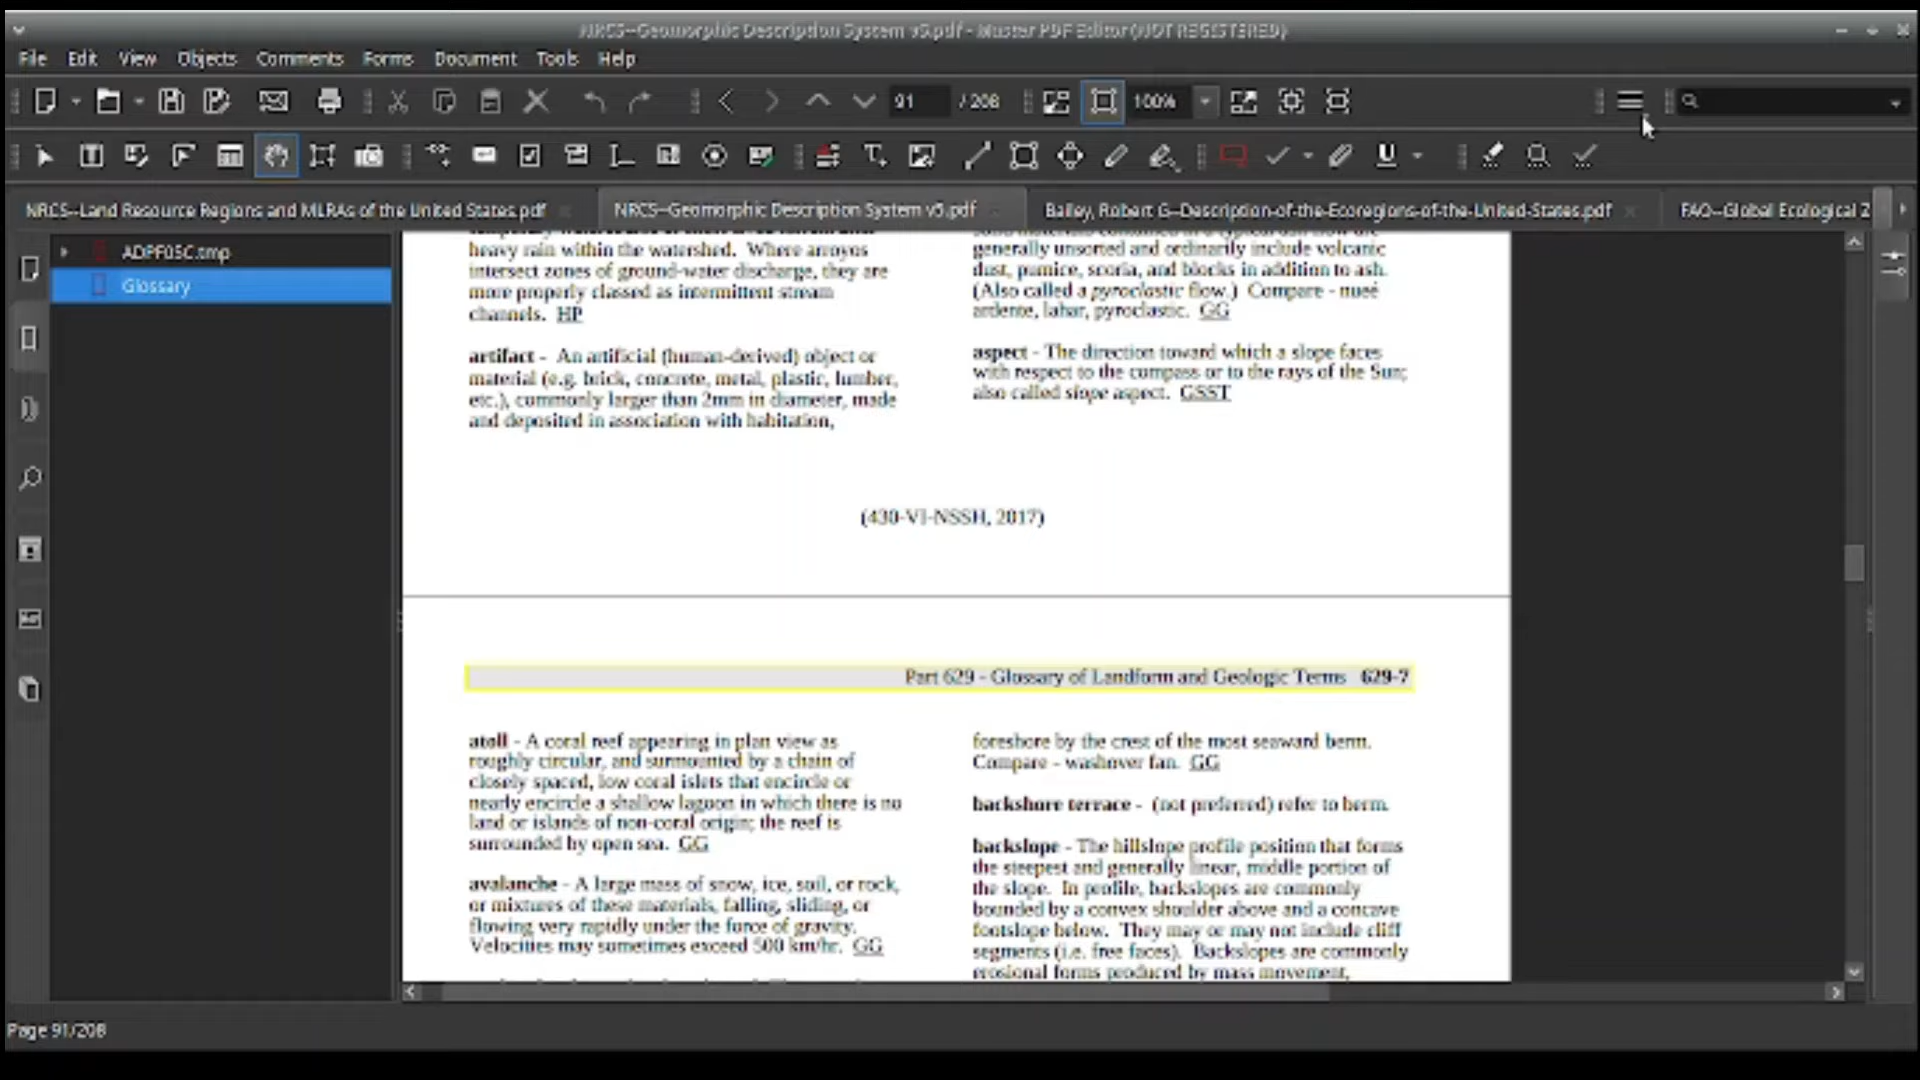 NRCS--Geomorphic Description System v5.pdf - Master PDF Editor (NOT REGISTERED)
File Edit View Objects Comments Forms Document Tools Help
91 / 208 100%
NRCS--Land Resource Regions and MLRAs of the United States.pdf
NRCS--Geomorphic Description System v5.pdf
Bailey, Robert G--Description-of-the-Ecoregions-of-the-United-States.pdf
FAO--Global Ecological Z
ADPF05C.tmp
Glossary
heavy rain within the watershed. Where arroyos
intersect zones of ground-water discharge, they are
more properly classed as intermittent stream
channels. HP
artifact - An artificial (human-derived) object or
material (e.g. brick, concrete, metal, plastic, lumber,
etc.), commonly larger than 2mm in diameter, made
and deposited in association with habitation,
generally unsorted and ordinarily include volcanic
dust, pumice, scoria, and blocks in addition to ash.
(Also called a pyroclastic flow.) Compare - nueé
ardente, lahar, pyroclastic. GG
aspect - The direction toward which a slope faces
with respect to the compass or to the rays of the Sun;
also called slope aspect. GSST
(430-VI-NSSH, 2017)
Part 629 - Glossary of Landform and Geologic Terms 629-7
atoll - A coral reef appearing in plan view as
roughly circular, and surmounted by a chain of
closely spaced, low coral islets that encircle or
nearly encircle a shallow lagoon in which there is no
land or islands of non-coral origin; the reef is
surrounded by open sea. GG
avalanche - A large mass of snow, ice, soil, or rock,
or mixtures of these materials, falling, sliding, or
flowing very rapidly under the force of gravity.
Velocities may sometimes exceed 500 km/hr. GG
foreshore by the crest of the most seaward berm.
Compare - washover fan. GG
backshore terrace - (not preferred) refer to berm.
backslope - The hillslope profile position that forms
the steepest and generally linear, middle portion of
the slope. In profile, backslopes are commonly
bounded by a convex shoulder above and a concave
footslope below. They may or may not include cliff
segments (i.e. free faces). Backslopes are commonly
erosional forms produced by mass movement,
Page 91/208